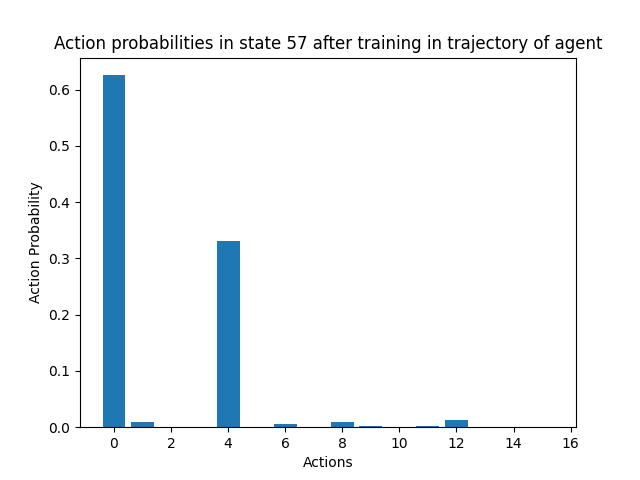 Action probabilities in state 57 after training in trajectory of agent
0.6
0.5
0.4
0.3
0.2
0.1
0.0
Action Probability
0 2 4 6 8 10 12 14 16
Actions